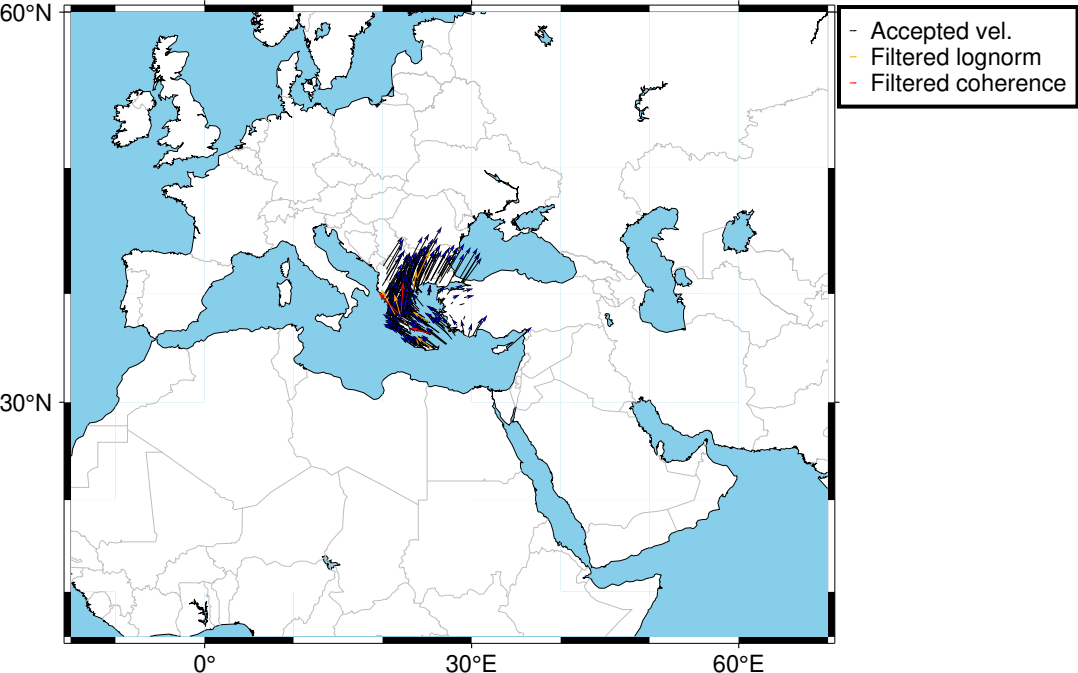 60°N
Accepted vel.
Filtered lognorm
Filtered coherence
30°N
0°
30°E
60°E